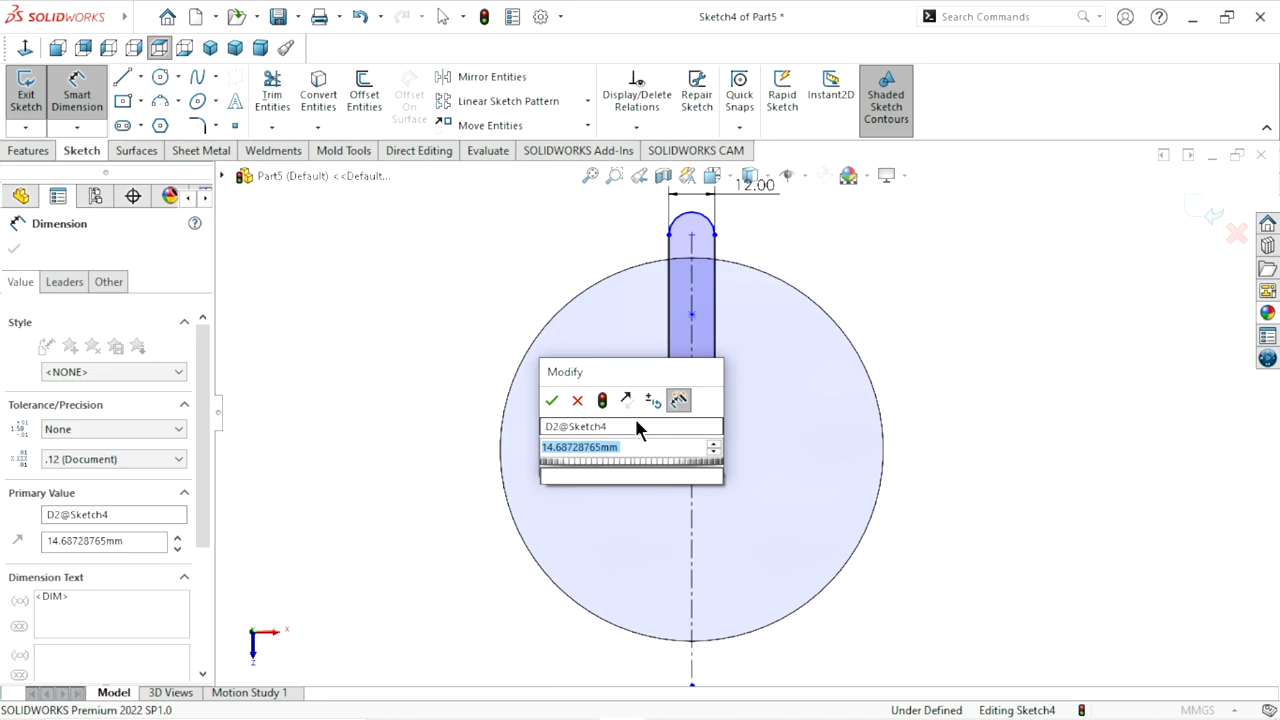 SOLIDWORKS
Sketch4 of Part5 *
Search Commands
Exit Sketch
Smart Dimension
Trim Entities
Convert Entities
Offset Entities
Offset On Surface
Mirror Entities
Linear Sketch Pattern
Move Entities
Display/Delete Relations
Repair Sketch
Quick Snaps
Rapid Sketch
Instant2D
Shaded Sketch Contours
Features
Sketch
Surfaces
Sheet Metal
Weldments
Mold Tools
Direct Editing
Evaluate
SOLIDWORKS Add-Ins
SOLIDWORKS CAM
Part5 (Default) <<Default...
12.00
Dimension
Value
Leaders
Other
Style
<NONE>
Tolerance/Precision
None
.12 (Document)
Primary Value
D2@Sketch4
14.68728765mm
Dimension Text
<DIM>
Modify
D2@Sketch4
14.68728765mm
x
z
Model
3D Views
Motion Study 1
SOLIDWORKS Premium 2022 SP1.0
Under Defined
Editing Sketch4
MMGS